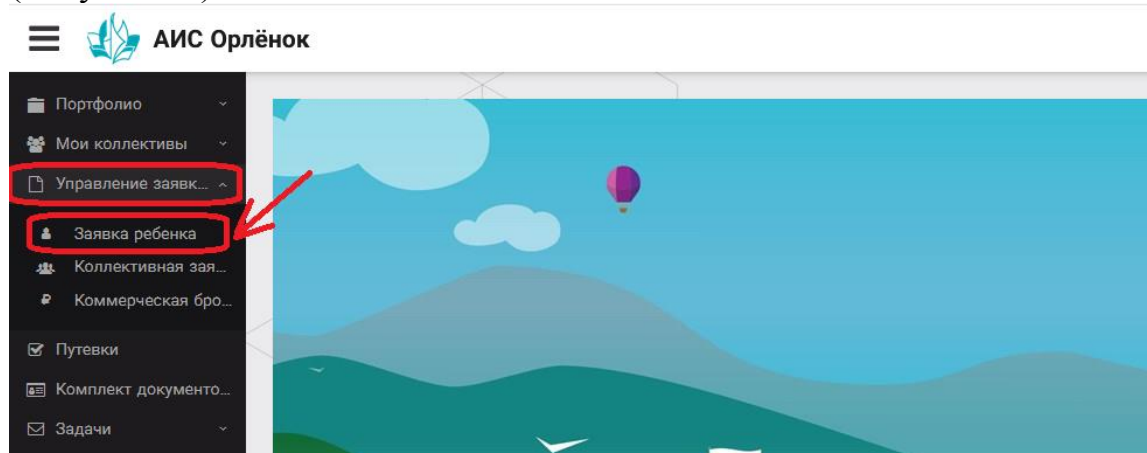 АИС Орлёнок
Портфолио
Мои коллективы
Управление заявк...
Заявка ребенка
Коллективная зая...
Коммерческая бро...
Путевки
Комплект документо...
Задачи